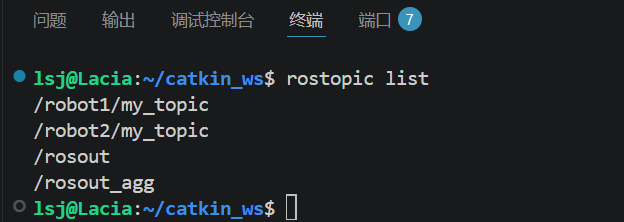 问题 输出 调试控制台 终端 端口 7
lsj@Lacia:~/catkin_ws$ rostopic list
/robot1/my_topic
/robot2/my_topic
/rosout
/rosout_agg
lsj@Lacia:~/catkin_ws$